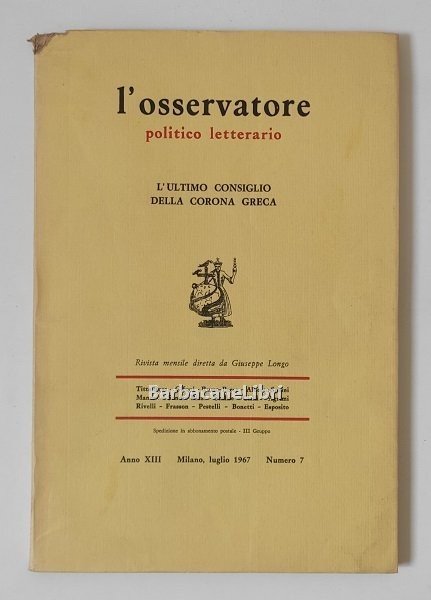 l'osservatore
politico letterario
L'ULTIMO CONSIGLIO
DELLA CORONA GRECA
Rivista mensile diretta da Giuseppe Longo
BarbacaneLibri
Rivelli - Frasson - Pestelli - Bonetti - Esposito
Spedizione in abbonamento postale - III Gruppo
Anno XIII Milano, luglio 1967 Numero 7